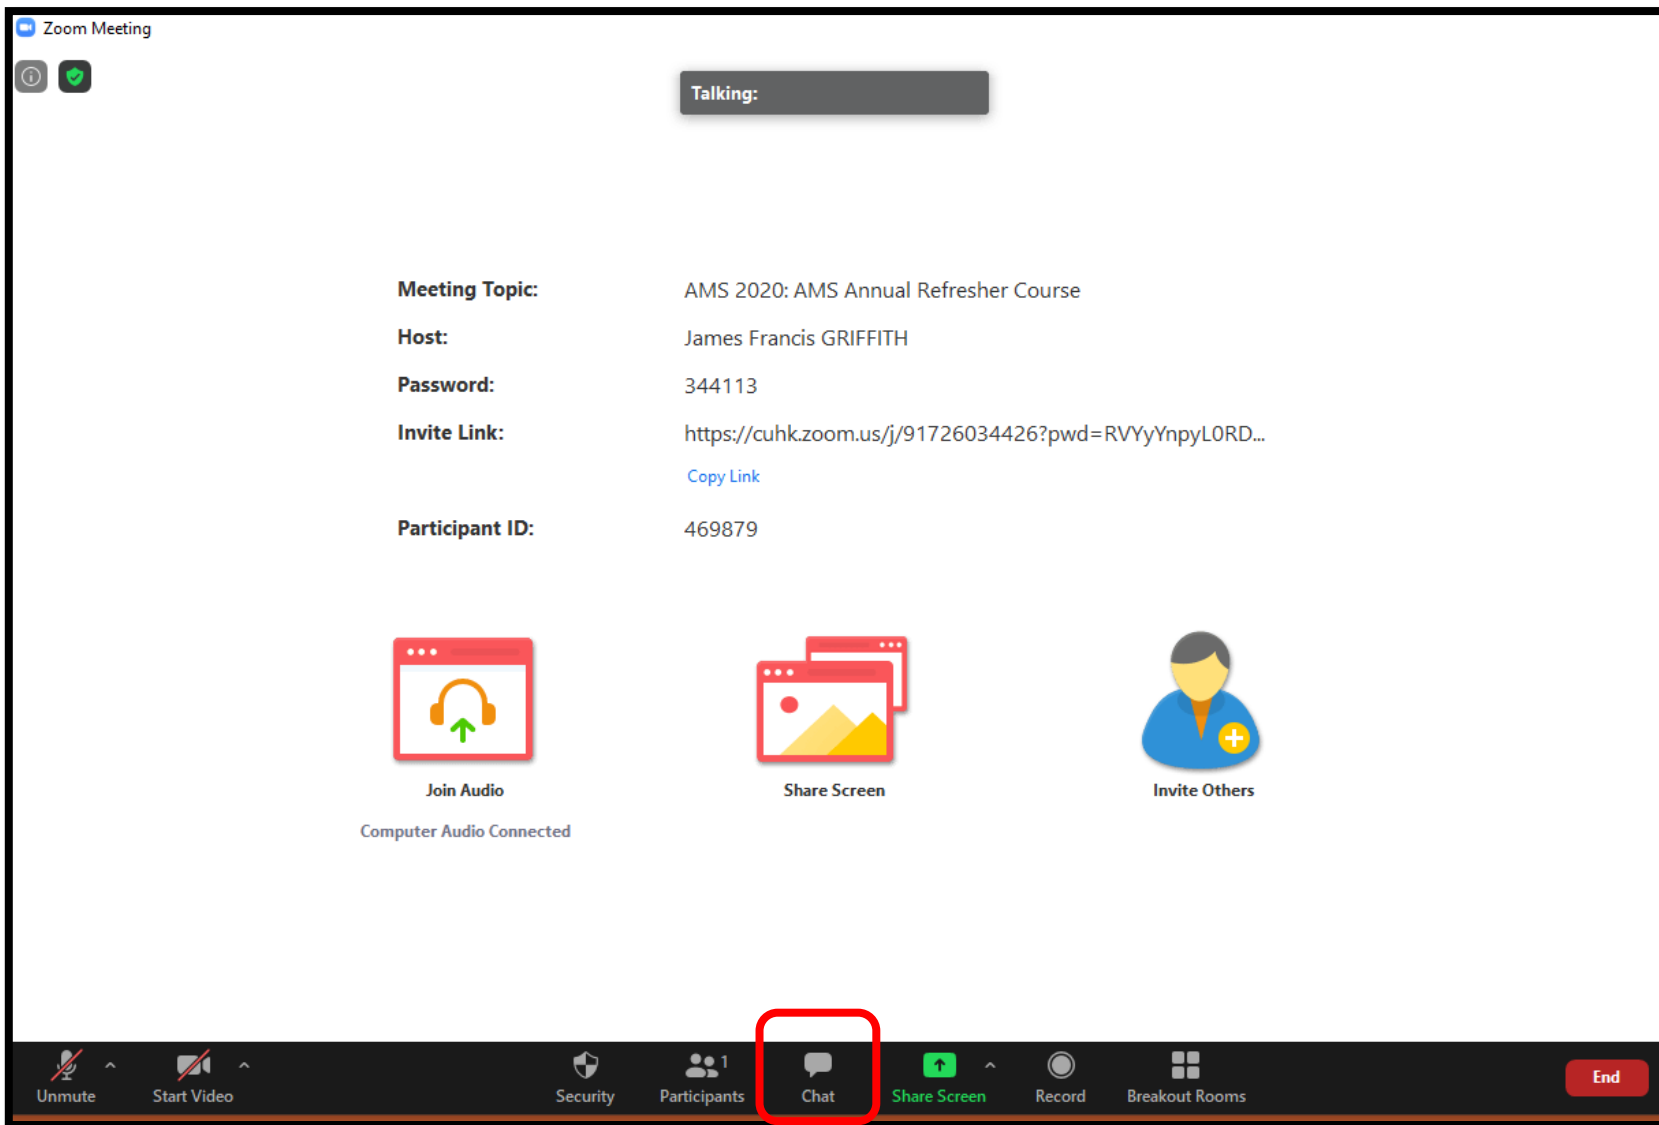 Zoom Meeting
Talking:
Meeting Topic: AMS 2020: AMS Annual Refresher Course
Host: James Francis GRIFFITH
Password: 344113
Invite Link: https://cuhk.zoom.us/j/91726034426?pwd=RVYyYnpyL0RD...
Copy Link
Participant ID: 469879
Join Audio Share Screen Invite Others
Computer Audio Connected
1
Unmute Start Video Security Participants Chat Share Screen Record Breakout Rooms End